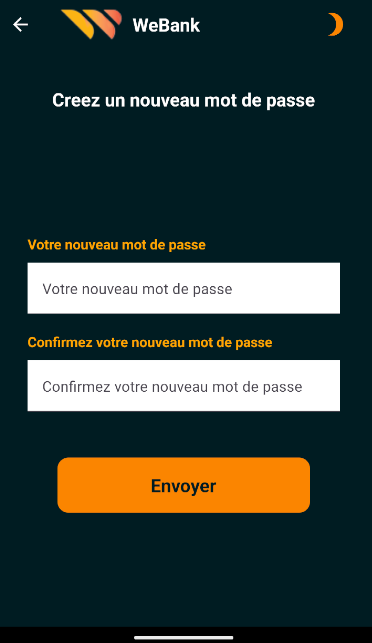 WeBank
Creez un nouveau mot de passe
Votre nouveau mot de passe
Votre nouveau mot de passe
Confirmez votre nouveau mot de passe
Confirmez votre nouveau mot de passe
Envoyer